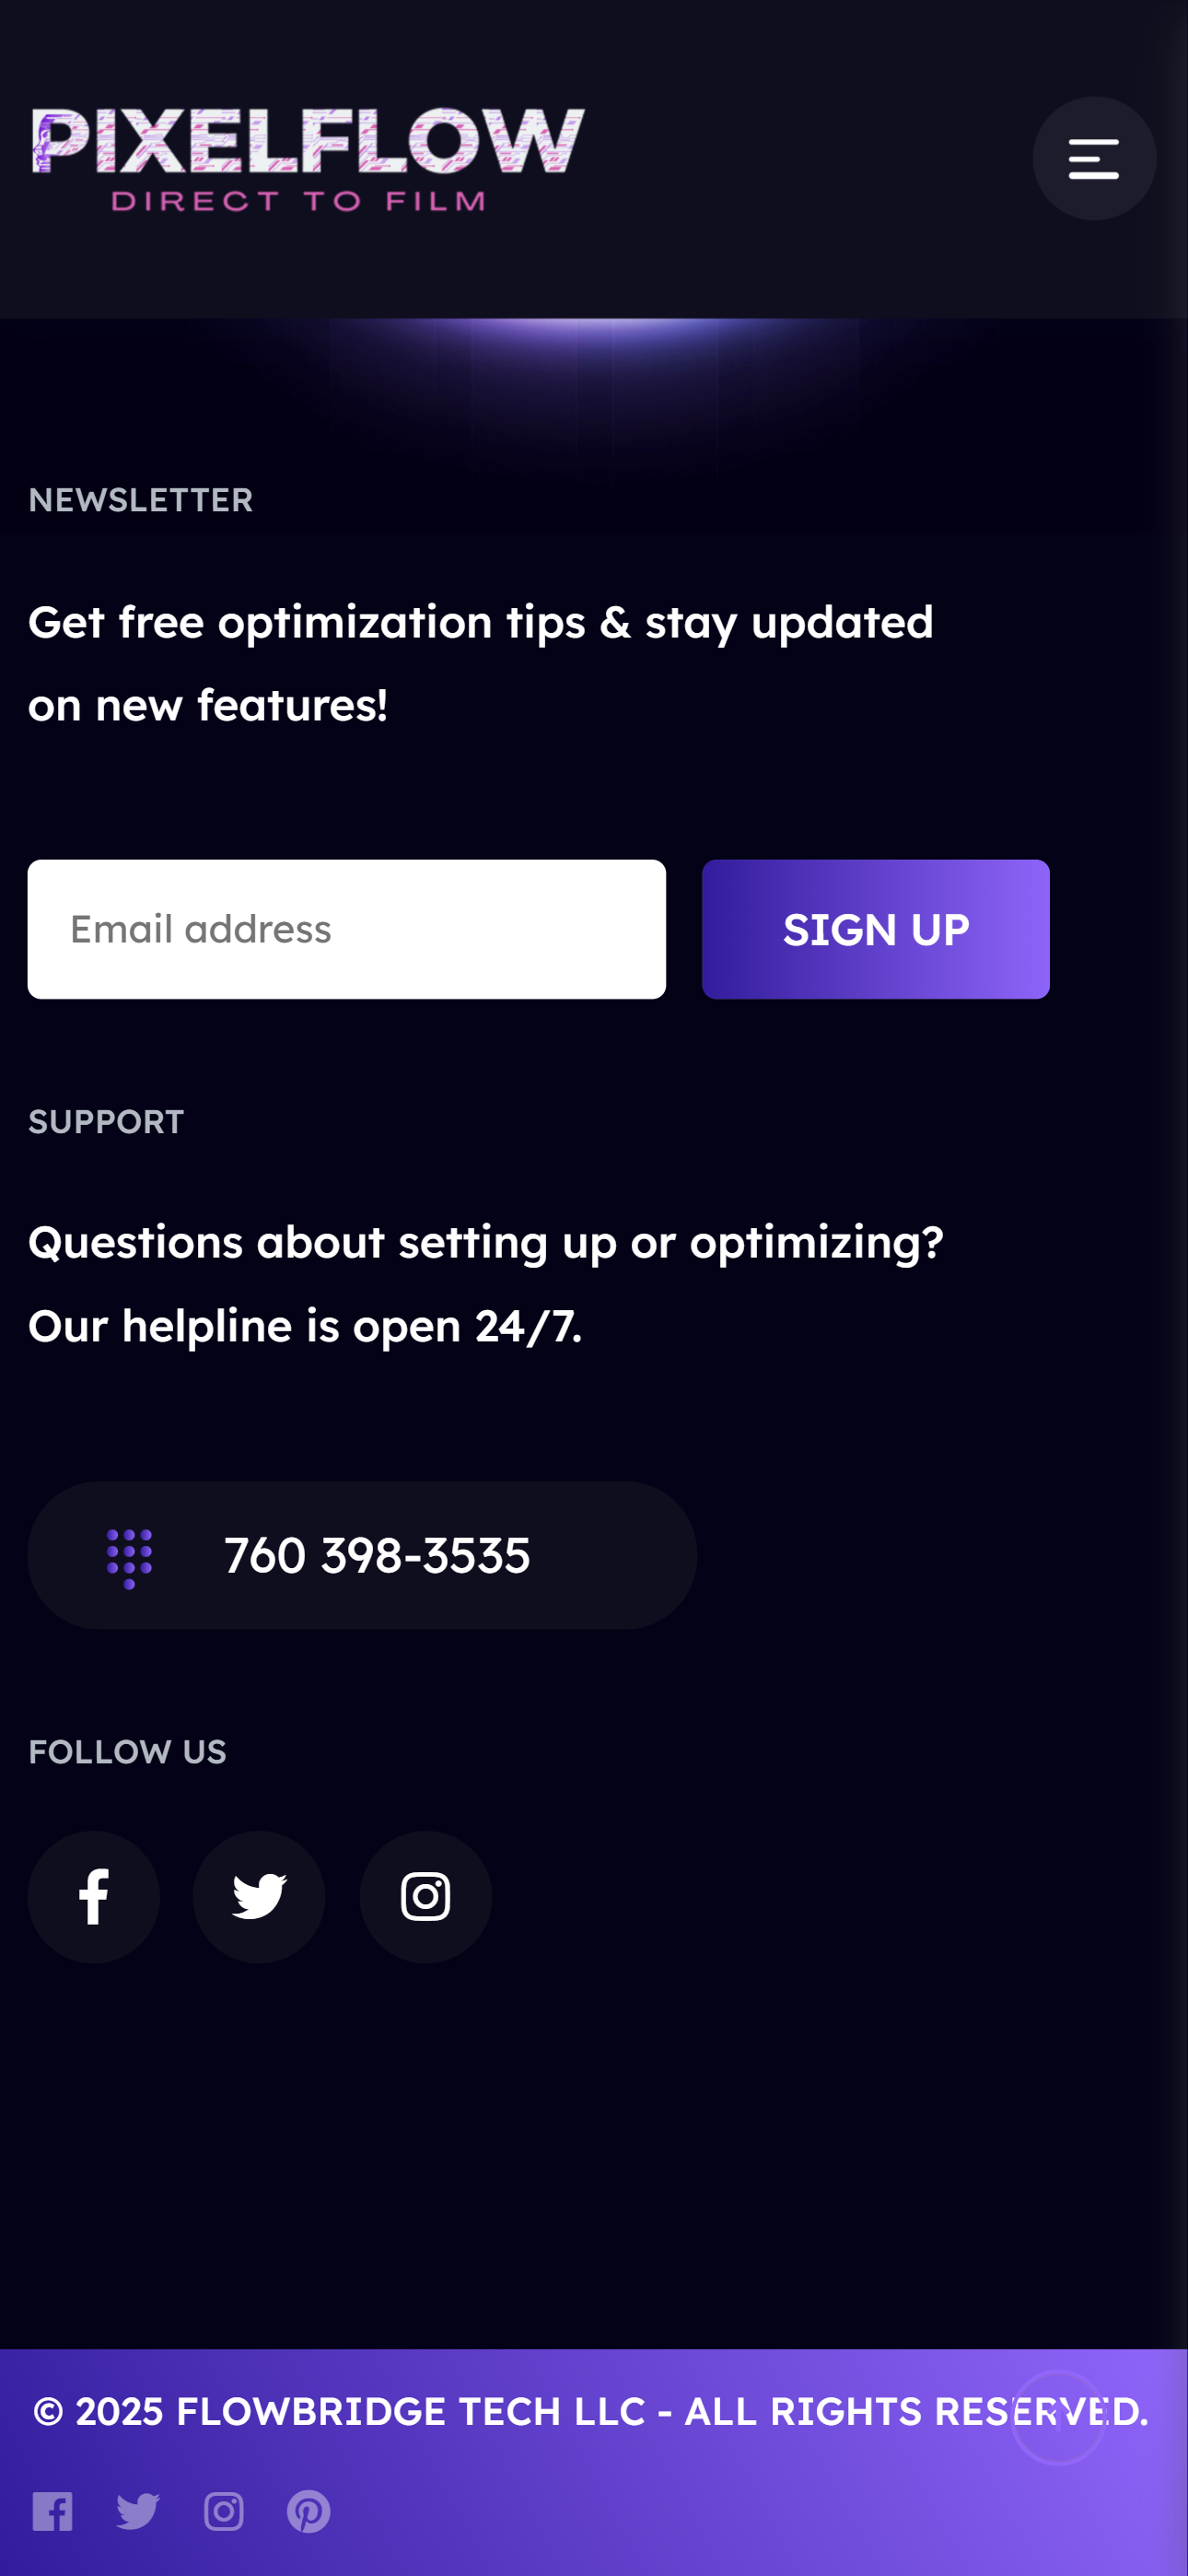 PIXELFLOW
DIRECT TO FILM
NEWSLETTER
Get free optimization tips & stay updated
on new features!
Email address
SIGN UP
SUPPORT
Questions about setting up or optimizing?
Our helpline is open 24/7.
760 398-3535
FOLLOW US
© 2025 FLOWBRIDGE TECH LLC - ALL RIGHTS RESERVED.